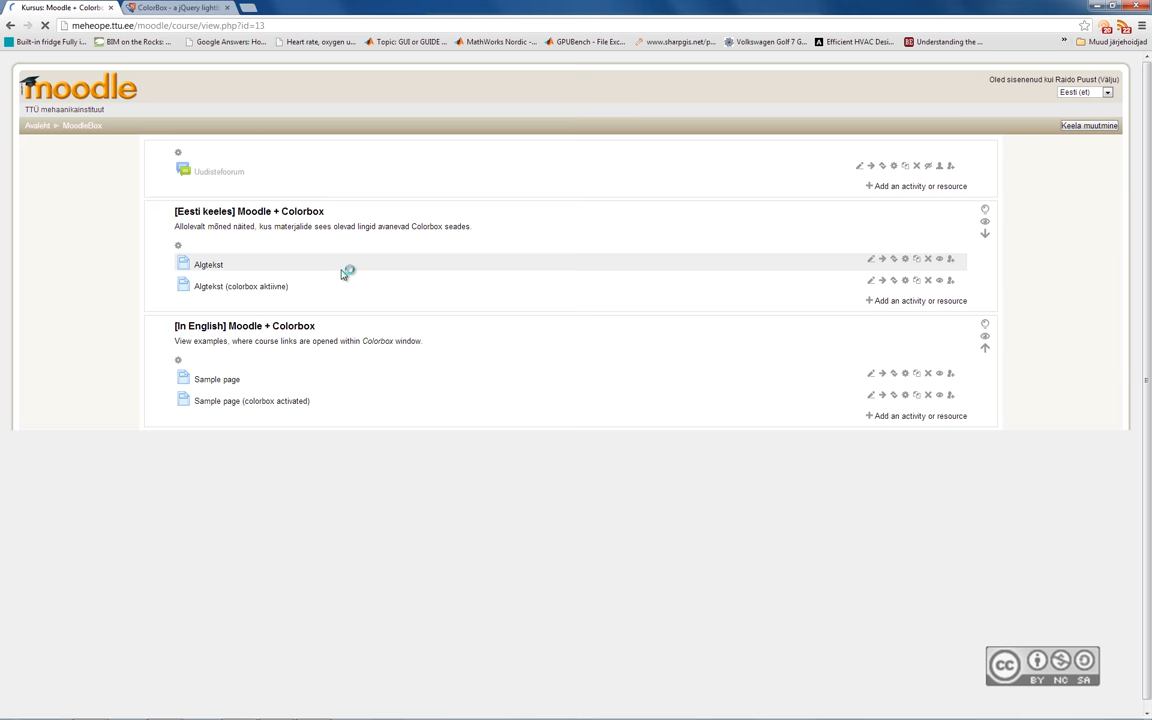 Kursus: Moodle + Colorb
ColorBox - a jQuery lightb
meheope.ttu.ee/moodle/course/view.php?id=13
Built-in fridge Fully i...
BIM on the Rocks: ...
Google Answers: Ho...
Heart rate, oxygen u...
Topic: GUI or GUIDE ...
MathWorks Nordic -...
GPUBench - File Exc...
www.sharpgis.net/p...
Volkswagen Golf 7 G...
Efficient HVAC Desi...
Understanding the ...
»
Muud järjehoidjad
20
22
moodle
Oled sisenenud kui Raido Puust (Välju)
Eesti (et)
TTÜ mehaanikainstituut
Avaleht ► MoodleBox
Keela muutmine
Uudistefoorum
Add an activity or resource
[Eesti keeles] Moodle + Colorbox
Allolevalt mõned näited, kus materjalide sees olevad lingid avanevad Colorbox seades.
Algtekst
Algtekst (colorbox aktiivne)
Add an activity or resource
[In English] Moodle + Colorbox
View examples, where course links are opened within Colorbox window.
Sample page
Sample page (colorbox activated)
Add an activity or resource
cc
BY NC SA